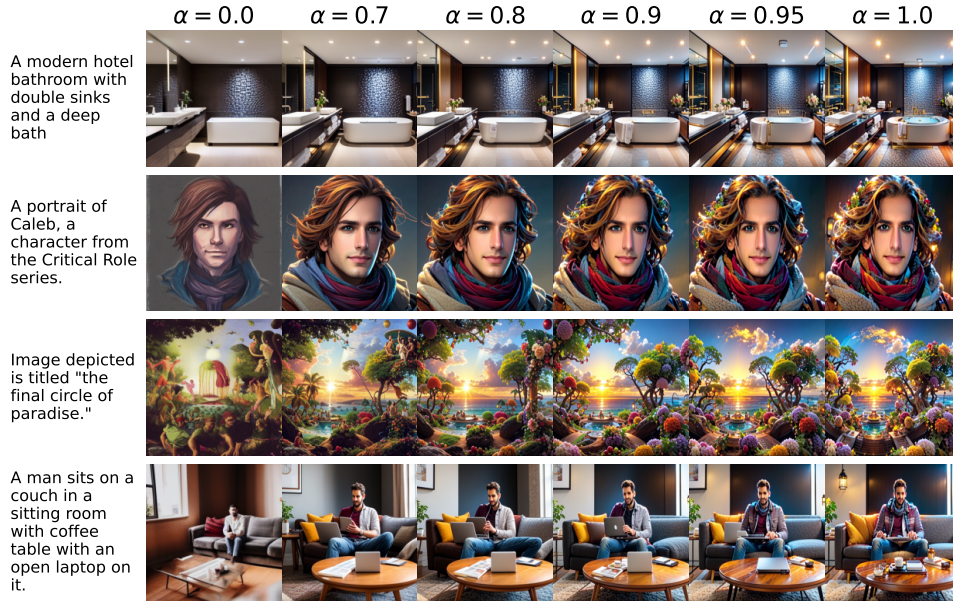 α = 0.0 α = 0.7 α = 0.8 α = 0.9 α = 0.95 α = 1.0
A modern hotel
bathroom with
double sinks
and a deep
bath
A portrait of
Caleb, a
character from
the Critical Role
series.
Image depicted
is titled "the
final circle of
paradise."
A man sits on a
couch in a
sitting room
with coffee
table with an
open laptop on
it.